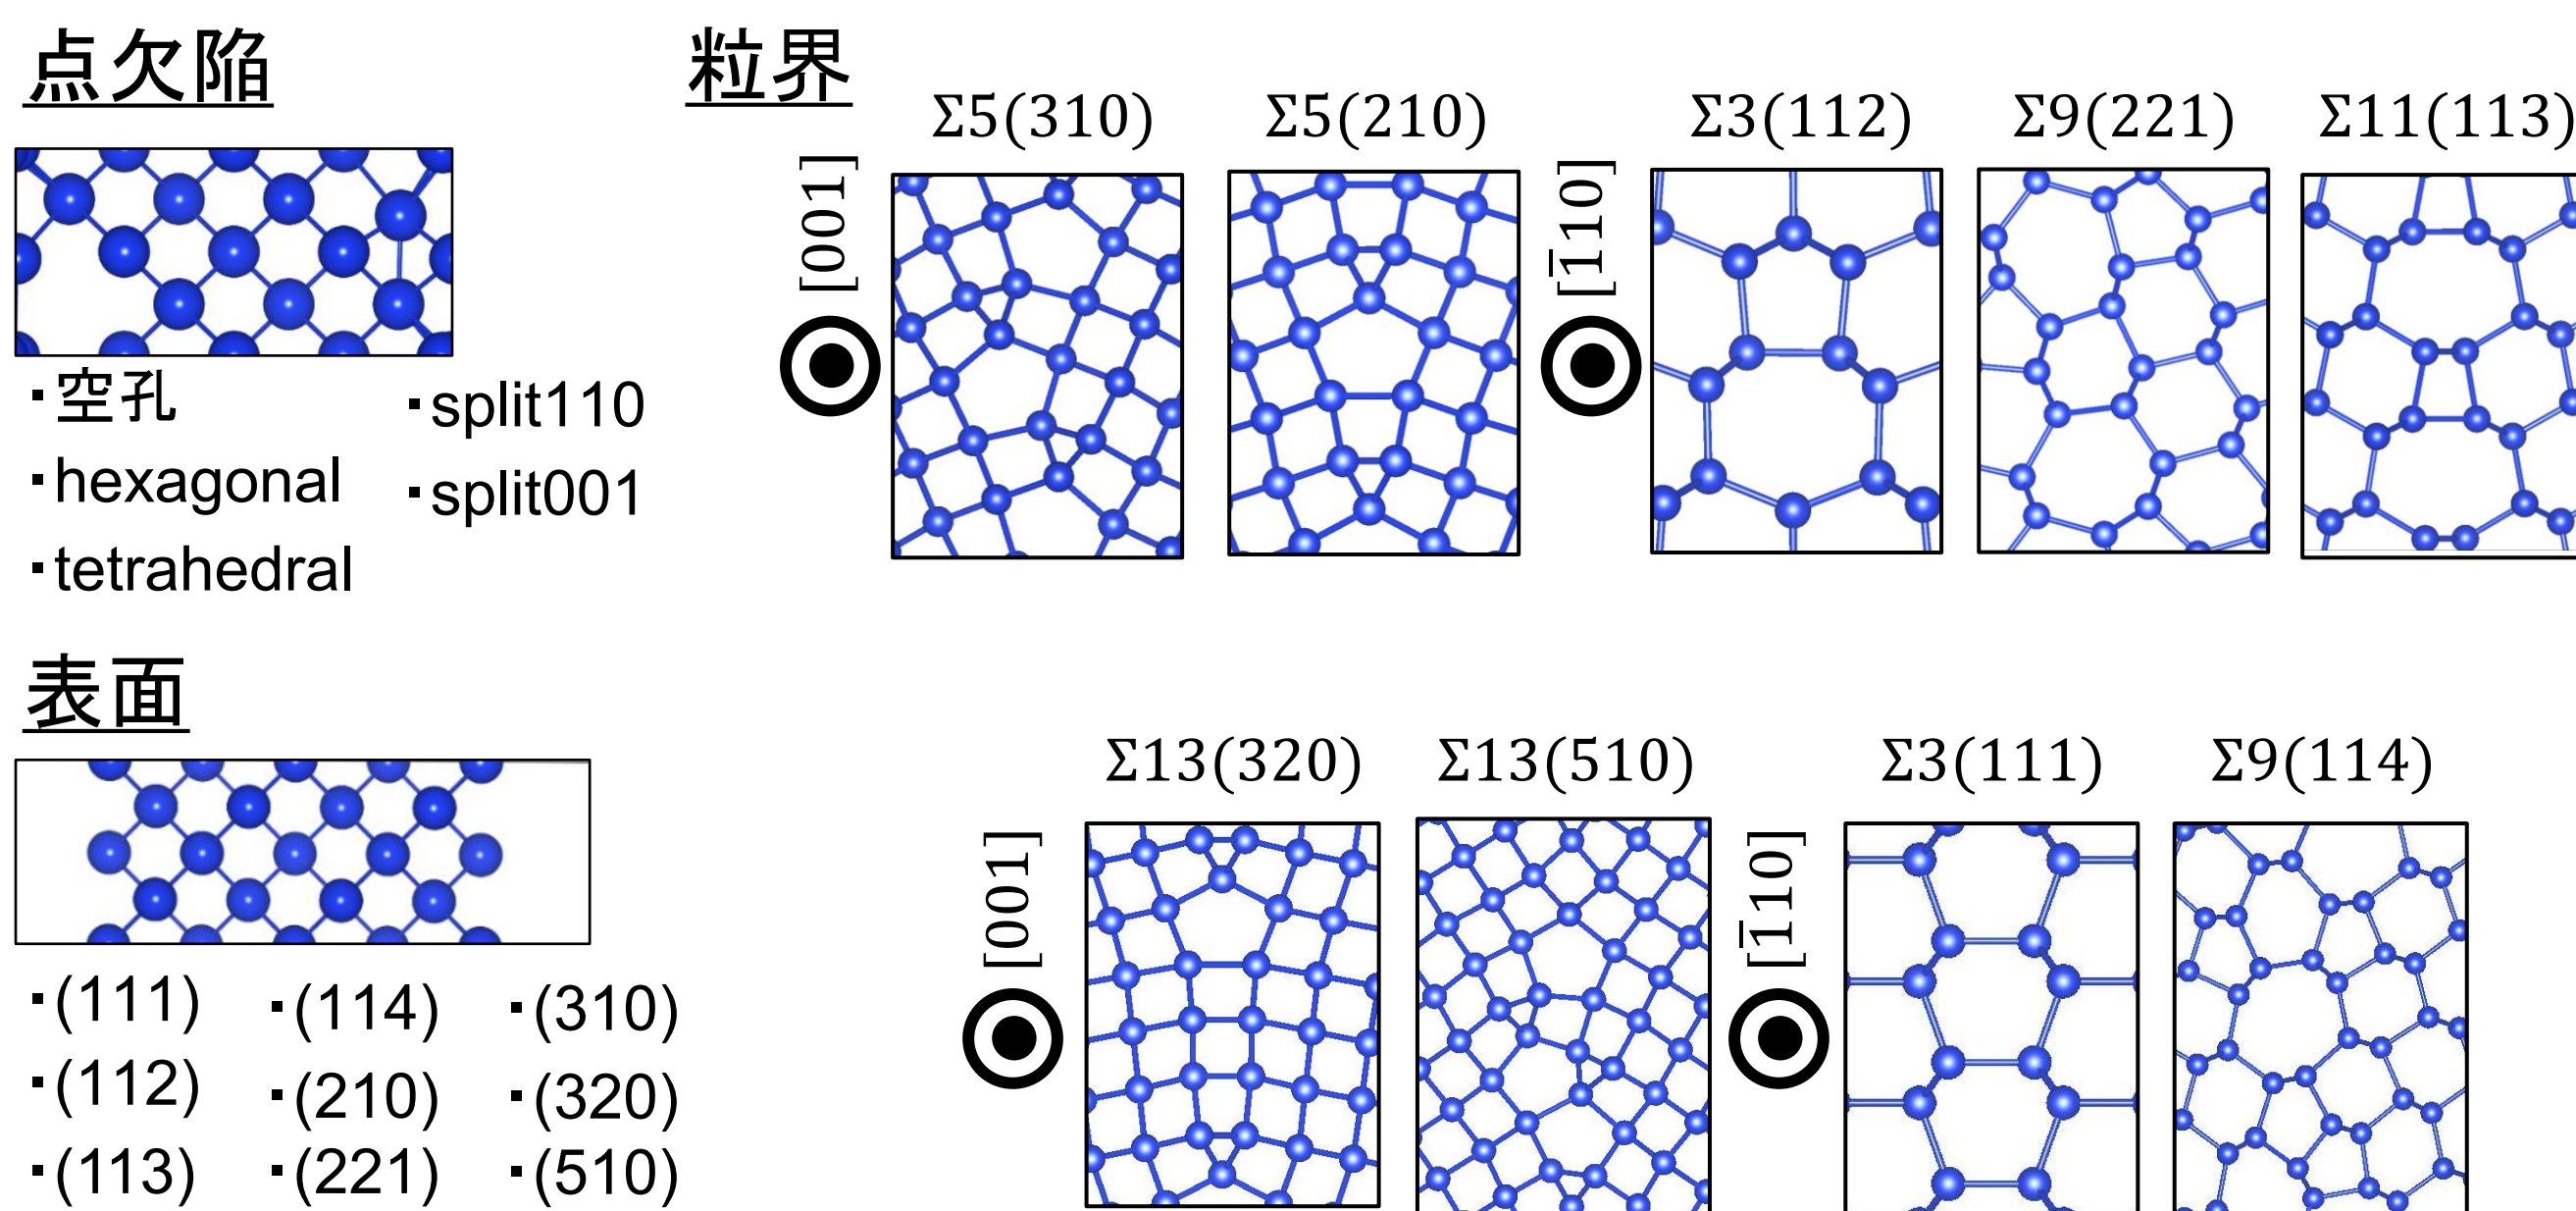 点欠陥
・空孔
・hexagonal
・tetrahedral
・split110
・split001
粒界
[001]
Σ5(310)
Σ5(210)
[1̅10]
Σ3(112)
Σ9(221)
Σ11(113)
表面
・(111)
・(112)
・(113)
・(114)
・(210)
・(221)
・(310)
・(320)
・(510)
[001]
Σ13(320)
Σ13(510)
[1̅10]
Σ3(111)
Σ9(114)